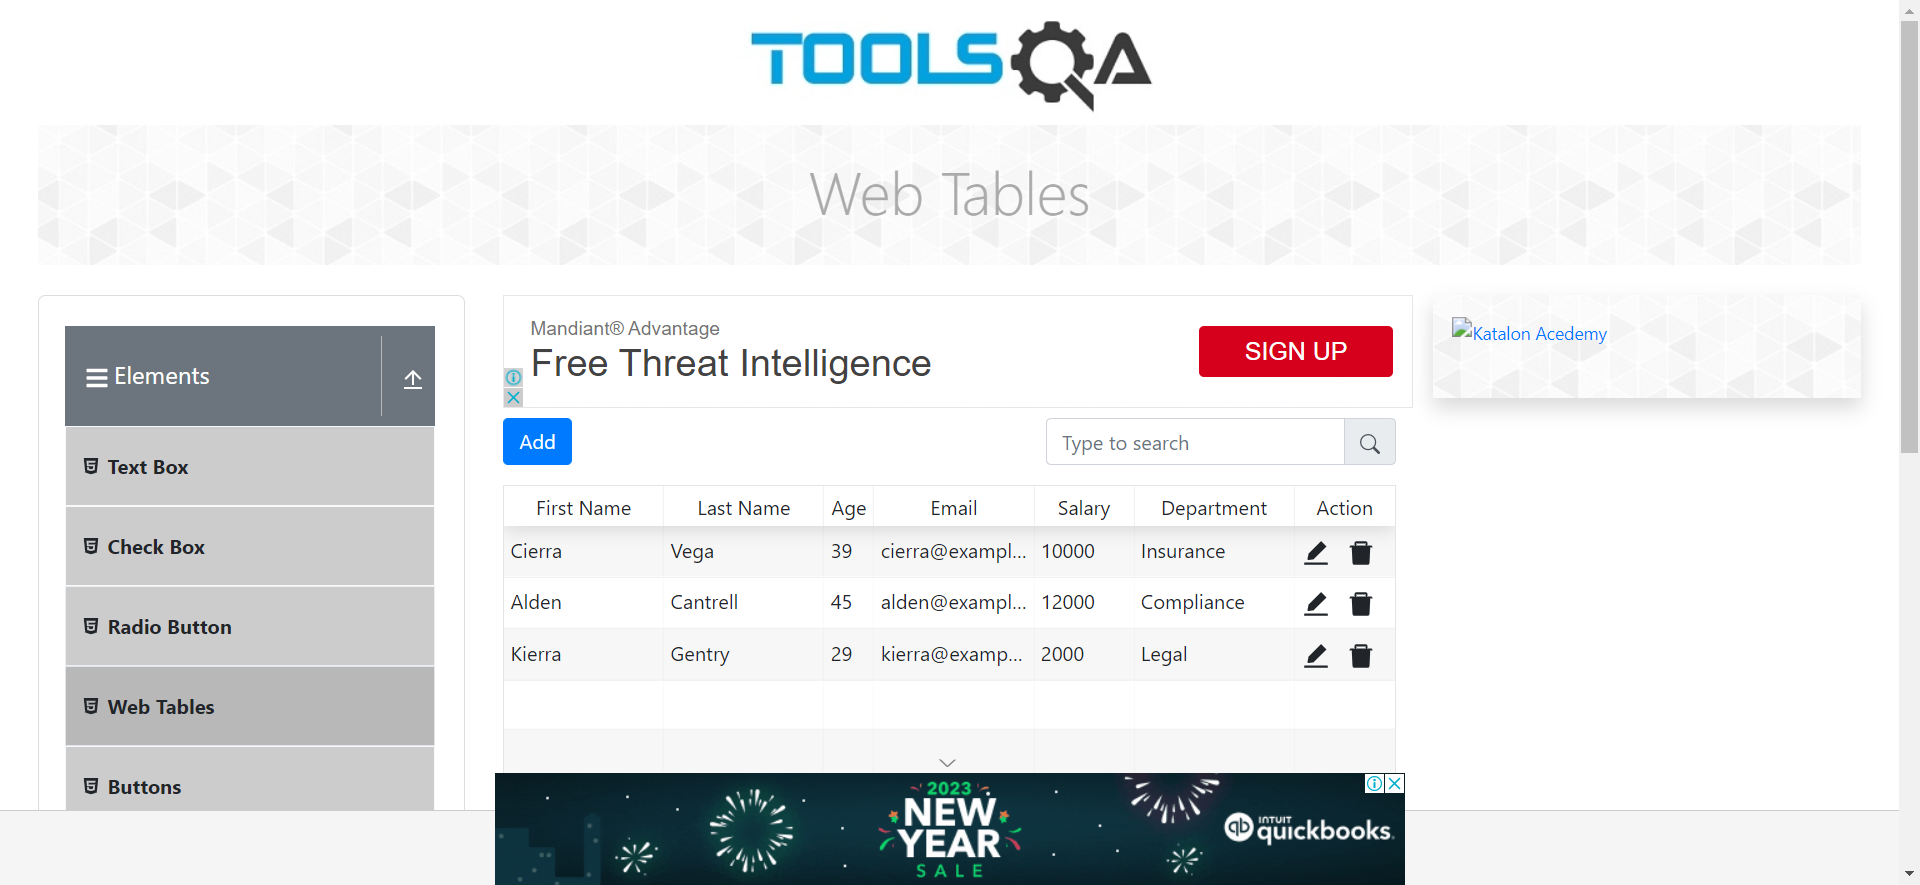 TOOLSQA
Web Tables
Elements
Text Box
Check Box
Radio Button
Web Tables
Buttons
Mandiant® Advantage
Free Threat Intelligence
SIGN UP
Katalon Acedemy
Add
Type to search
First Name Last Name Age Email Salary Department Action
Cierra Vega 39 cierra@exampl... 10000 Insurance
Alden Cantrell 45 alden@exampl... 12000 Compliance
Kierra Gentry 29 kierra@examp... 2000 Legal
2023
NEW
YEAR
SALE
qb INTUIT
quickbooks.